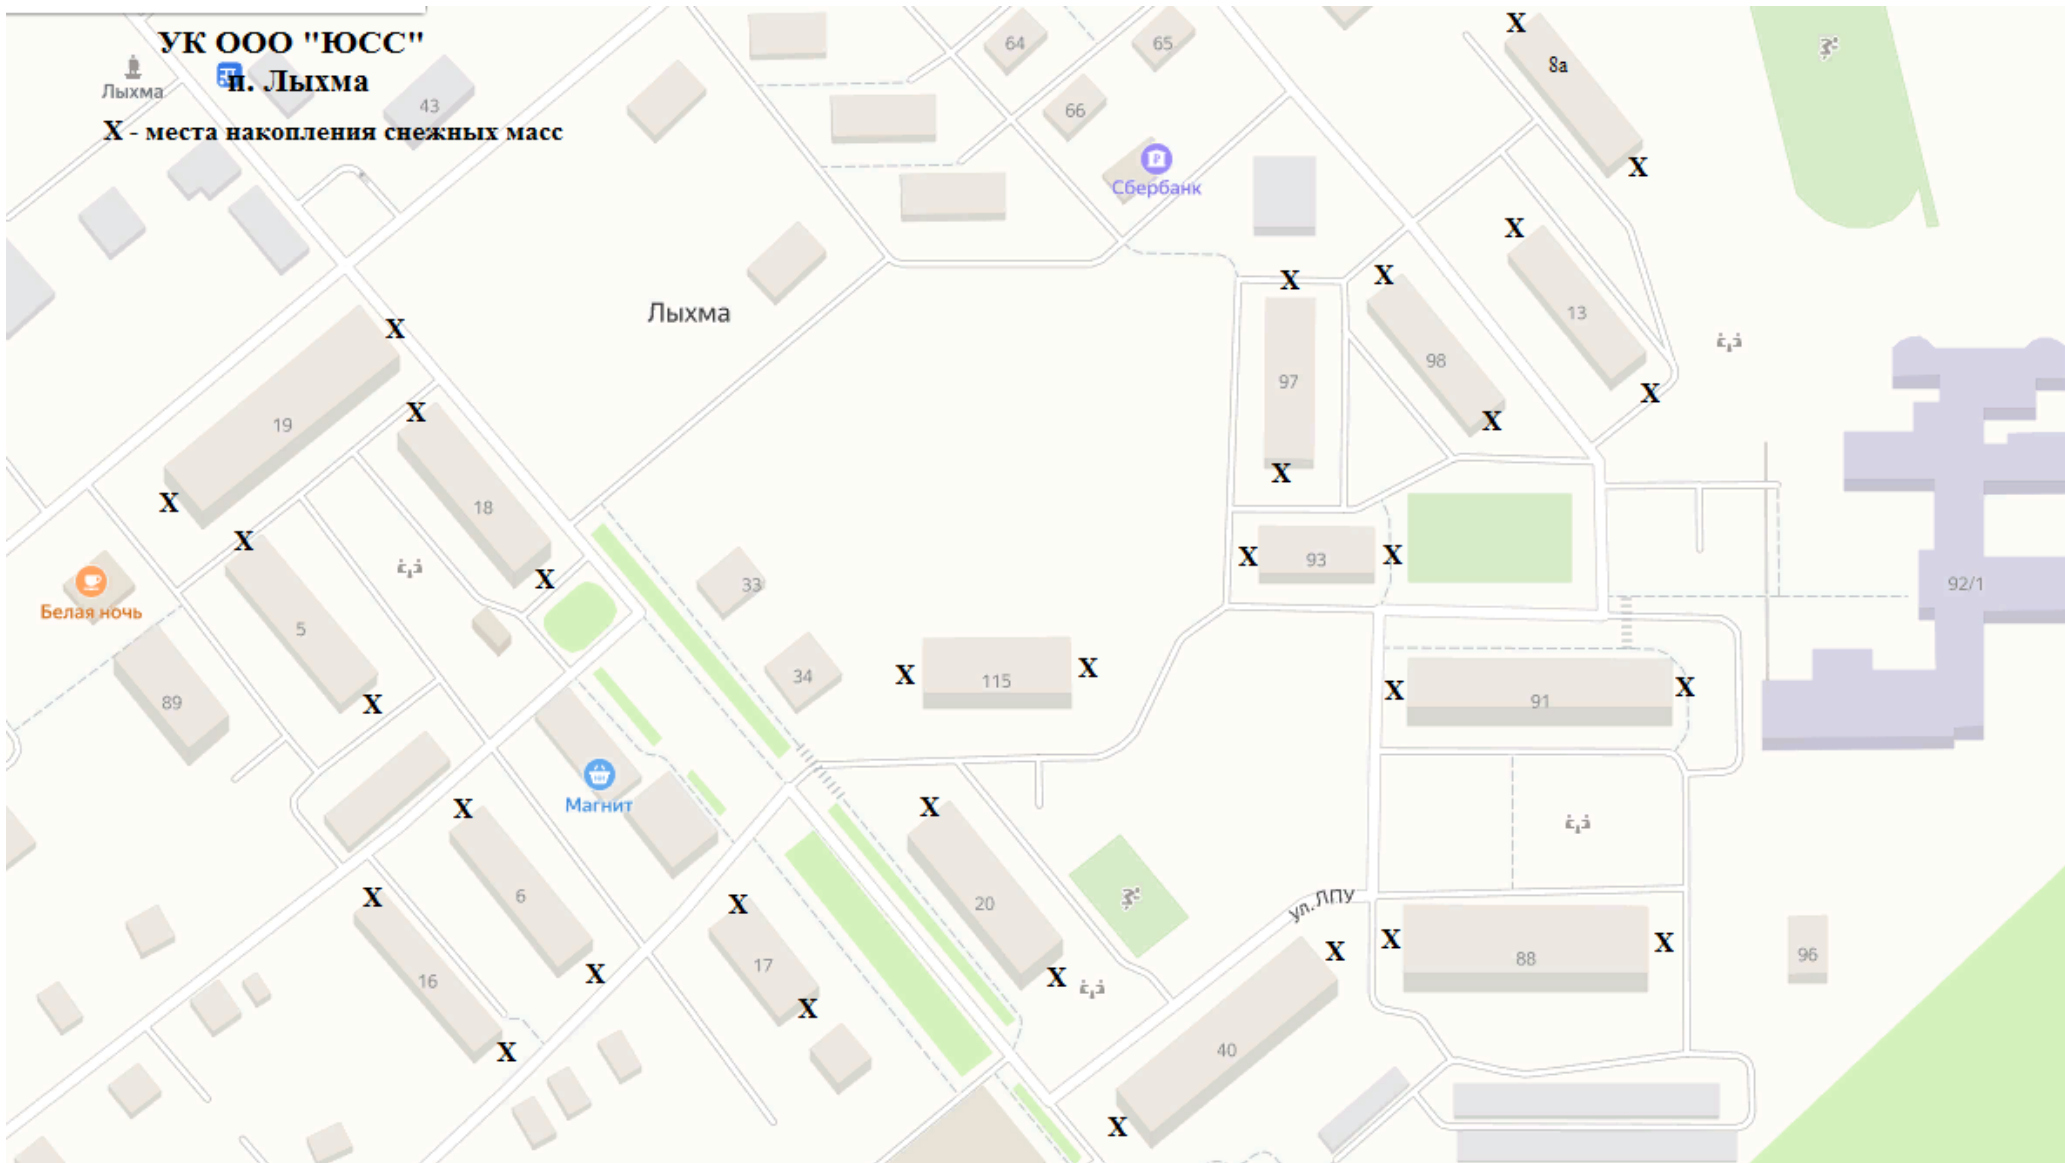 УК ООО "ЮСС"
п. Лыхма
Лыхма
43
X - места накопления снежных масс
64
65
66
Сбербанк
X
8а
X
X
13
X
X
98
X
X
97
X
Лыхма
X
19
X
X
18
X
X
5
X
Белая ночь
89
33
34
X
93
X
92/1
X
115
X
X
91
X
Магнит
X
6
X
X
16
X
X
17
X
X
20
X
ул.ЛПУ
X
40
X
X
88
X
96